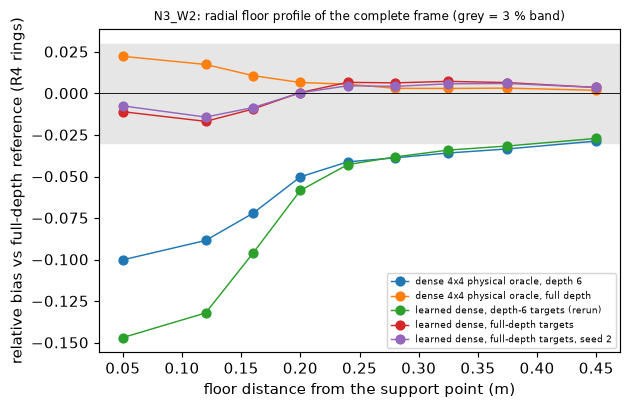 N3_W2: radial floor profile of the complete frame (grey = 3 % band)
relative bias vs full-depth reference (R4 rings)
0.025
0.000
−0.025
−0.050
−0.075
−0.100
−0.125
−0.150
dense 4x4 physical oracle, depth 6
dense 4x4 physical oracle, full depth
learned dense, depth-6 targets (rerun)
learned dense, full-depth targets
learned dense, full-depth targets, seed 2
0.05 0.10 0.15 0.20 0.25 0.30 0.35 0.40 0.45
floor distance from the support point (m)